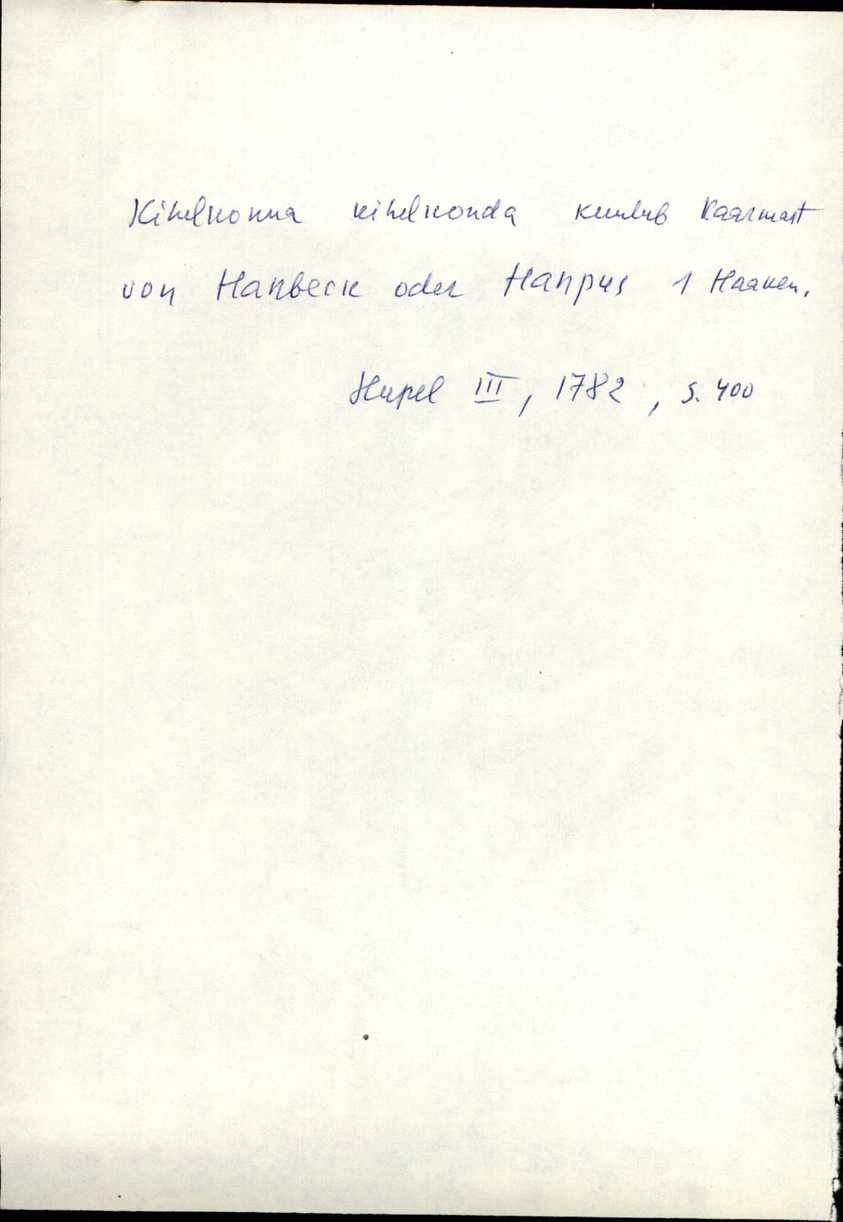 Kihelkonna kihelkonda kuulub Kaarmast
von Hanbeck oder Hanpus 1 Haaken.
Hupel III, 1782, S. 400